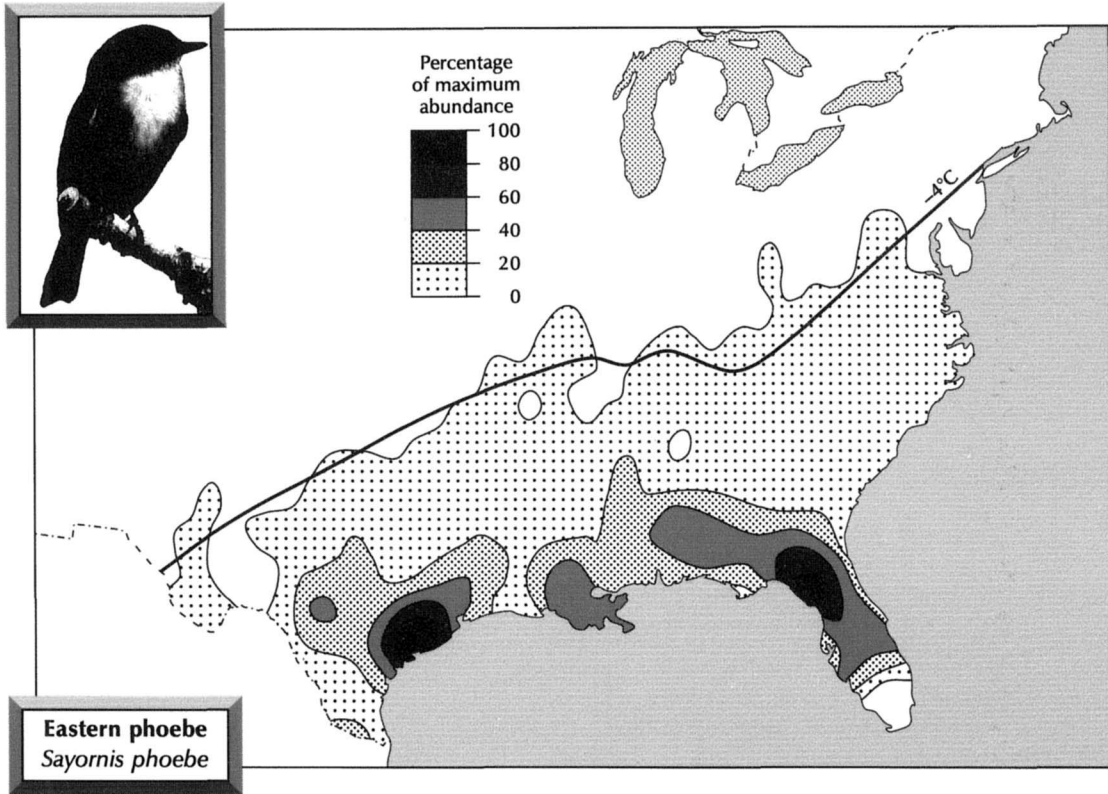 Percentage
of maximum
abundance
100
80
60
40
20
0
–4°C
Eastern phoebe
Sayornis phoebe